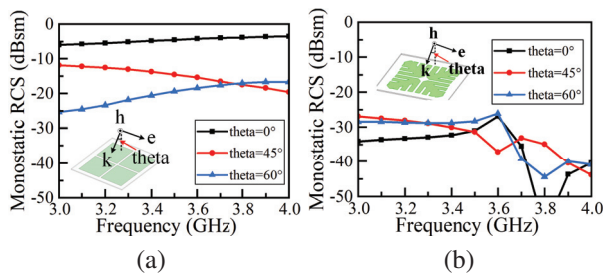 0
-10
-20
-30
-40
-50
Monostatic RCS (dBsm)
h
e
k
theta
theta=0°
theta=45°
theta=60°
3.0 3.2 3.4 3.6 3.8 4.0
Frequency (GHz)
(a)
0
-10
-20
-30
-40
-50
Monostatic RCS (dBsm)
h
e
k
theta
theta=0°
theta=45°
theta=60°
3.0 3.2 3.4 3.6 3.8 4.0
Frequency (GHz)
(b)